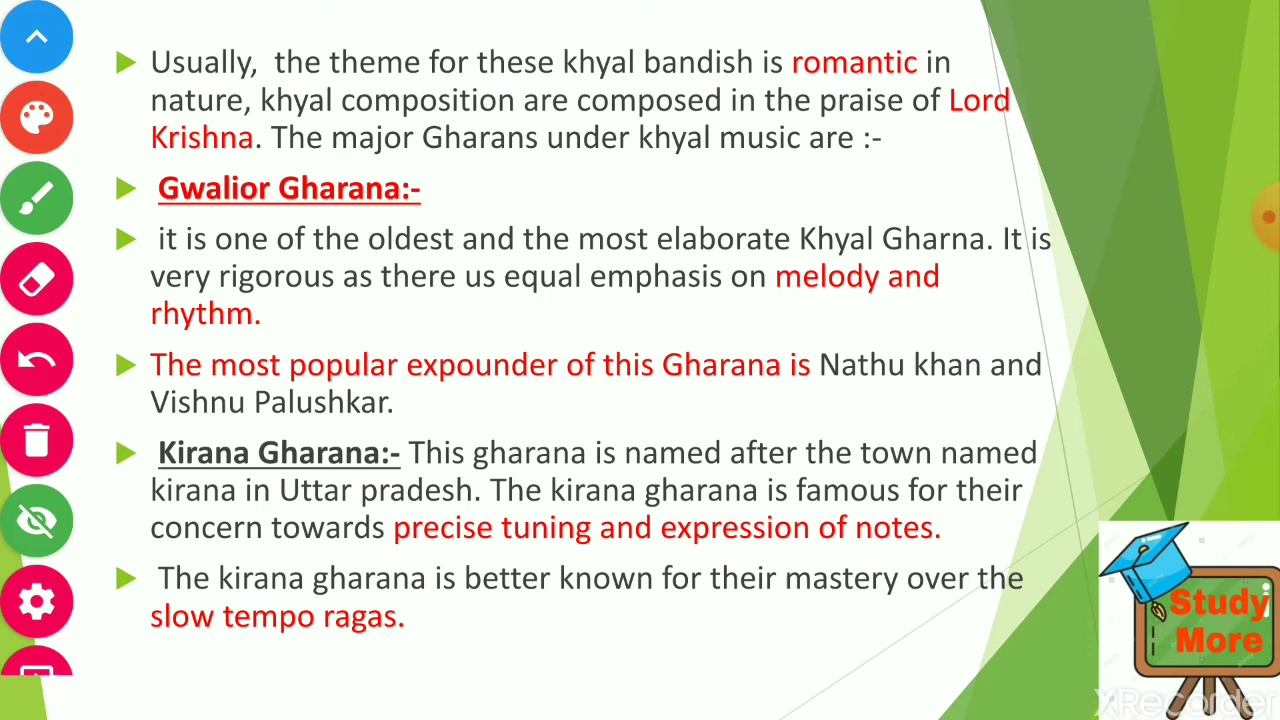 Usually,  the theme for these khyal bandish is romantic in
nature, khyal composition are composed in the praise of Lord
Krishna. The major Gharans under khyal music are :-
Gwalior Gharana:-
it is one of the oldest and the most elaborate Khyal Gharna. It is
very rigorous as there us equal emphasis on melody and
rhythm.
The most popular expounder of this Gharana is Nathu khan and
Vishnu Palushkar.
Kirana Gharana:- This gharana is named after the town named
kirana in Uttar pradesh. The kirana gharana is famous for their
concern towards precise tuning and expression of notes.
The kirana gharana is better known for their mastery over the
slow tempo ragas.
Study
More
XRecorder